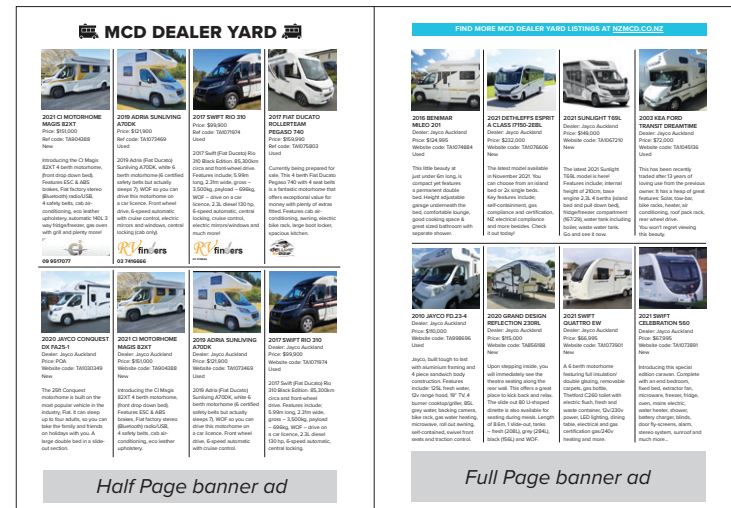 MCD DEALER YARD
2021 CI MOTORHOME
MAGIS 82XT
Price: $151,000
Ref code: TA904388
New
Introducing the CI Magis
82XT 4 berth motorhome,
(front drop down bed).
Features ESC & ABS
brakes, Fiat factory stereo
(Bluetooth) radio/USB,
4 safety belts, cab air-
conditioning, eco leather
upholstery, automatic 140L 3
way fridge/freezer, gas oven
with grill and plenty more!
09 9517077
2019 ADRIA SUNLIVING
A70DK
Price: $121,900
Ref code: TA1073469
Used
2019 Adria (Fiat Ducato)
Sunliving A70DK, while 6
berth motorhome (6 certified
safety belts but actually
sleeps 7). WOF so you can
drive this motorhome on
a car licence. Front wheel
drive, 6-speed automatic
with cruise control, electric
mirrors and windows, central
locking (cab only).
RV finders
03 7416666
2017 SWIFT RIO 310
Price: $99,900
Ref code: TA1071974
Used
2017 Swift (Fiat Ducato) Rio
310 Black Edition. 85,300km
circa and front-wheel drive.
Features include, 5.99m
long, 2.31m wide, gross –
3,500kg, payload – 696kg,
WOF – drive on a car
licence, 2.3L diesel 130 hp,
6-speed automatic, central
locking, cruise control,
electric mirrors/windows and
much more!
RV finders
2017 FIAT DUCATO
ROLLERTEAM
PEGASO 740
Price: $159,990
Ref code: TA1075803
Used
Currently being prepared for
sale. This 4 berth Fiat Ducato
Pegaso 740 with 4 seat belts
is a fantastic motorhome that
offers exceptional value for
money with plenty of extras
fitted. Features cab air-
conditioning, awning, electric
bike rack, large gas locker,
spacious kitchen.
2020 JAYCO CONQUEST
DX FA25-1
Dealer: Jayco Auckland
Price: POA
Website code: TA1030349
New
The 25ft Conquest
motorhome is built on the
most popular vehicle in the
industry, Fiat. It can sleep
up to four adults, so you can
take the family and friends
on holidays with you. A
large double bed in a slide-
out section.
2021 CI MOTORHOME
MAGIS 82XT
Dealer: Jayco Auckland
Price: $151,000
Website code: TA904388
New
Introducing the CI Magis
82XT 4 berth motorhome,
(front drop down bed).
Features ESC & ABS
brakes, Fiat factory stereo
(Bluetooth) radio/USB,
4 safety belts, cab air-
conditioning, eco leather
upholstery.
2019 ADRIA SUNLIVING
A70DK
Dealer: Jayco Auckland
Price: $121,900
Website code: TA1073469
Used
2019 Adria (Fiat Ducato)
Sunliving A70DK, while 6
berth motorhome (6 certified
safety belts but actually
sleeps 7). WOF so you can
drive this motorhome on
a car licence. Front wheel
drive, 6-speed automatic
with cruise control.
2017 SWIFT RIO 310
Dealer: Jayco Auckland
Price: $99,900
Website code: TA1071974
Used
2017 Swift (Fiat Ducato) Rio
310 Black Edition. 85,300km
circa and front-wheel
drive. Features include,
5.99m long, 2.31m wide,
gross – 3,500kg, payload
– 696kg, WOF – drive on
a car licence, 2.3L diesel
130 hp, 6-speed automatic,
central locking.
Half Page banner ad
FIND MORE MCD DEALER YARD LISTINGS AT NZMCD.CO.NZ
2016 BENIMAR
MILEO 201
Dealer: Jayco Auckland
Price: $124,995
Website code: TA1074884
Used
This little beauty at
just under 6m long, is
compact yet features
a permanent double
bed. Height adjustable
garage underneath the
bed, comfortable lounge,
good cooking space &
great sized bathroom with
separate shower.
2021 DETHLEFFS ESPRIT
A CLASS I7150-2EBL
Dealer: Jayco Auckland
Price: $232,000
Website code: TA1076606
New
The latest model available
in November 2021. You
can choose from an island
bed or 2x single beds.
Key features include;
self-containment, gas
compliance and certification,
NZ electrical compliance
and more besides. Check
it out today!
2021 SUNLIGHT T69L
Dealer: Jayco Auckland
Price: $149,000
Website code: TA1067210
New
The latest 2021 Sunlight
T69L model is here!
Features include; internal
height of 210cm, base
engine 2.3L, 4 berths (island
bed and pull down bed),
fridge/freezer compartment
(167/29), water tank including
boiler, waste water tank.
Go and see it now.
2003 KEA FORD
TRANSIT DREAMTIME
Dealer: Jayco Auckland
Price: $72,000
Website code: TA1045136
Used
This has been recently
traded after 13 years of
loving use from the previous
owner. It has a heap of great
features: Solar, tow-bar,
bike racks, heater air
conditioning, roof pack rack,
rear wheel drive.
You won't regret viewing
this beauty.
2010 JAYCO FD.23-4
Dealer: Jayco Auckland
Price: $110,000
Website code: TA998696
Used
Jayco, built tough to last
with aluminium framing and
4 piece sandwich body
construction. Features
include: 125L fresh water,
12v range hood, 19" TV, 4
burner cooktop/griller, 85L
grey water, backing camera,
bike rack, gas water heating,
microwave, roll out awning,
self-contained, swivel front
seats and traction control.
2020 GRAND DESIGN
REFLECTION 230RL
Dealer: Jayco Auckland
Price: $115,000
Website code: TA856188
New
Upon stepping inside, you
will immediately see the
theatre seating along the
rear wall. This offers a great
place to kick back and relax.
The slide out 80 U-shaped
dinette is also available for
seating during meals. Length
of 8.6m, 1 slide-out, tanks
– fresh (208L), grey (284L),
black (156L) and WOF.
2021 SWIFT
QUATTRO EW
Dealer: Jayco Auckland
Price: $66,995
Website code: TA1073901
New
A 6 berth motorhome
featuring full insulation/
double glazing, removable
carpets, gas bottle,
Thetford C260 toilet with
electric flush, fresh and
waste container, 12v/230v
power, LED lighting, dining
table, electrical and gas
certification gas/240v
heating and more.
2021 SWIFT
CELEBRATION 560
Dealer: Jayco Auckland
Price: $67,995
Website code: TA1073891
New
Introducing this special
edition caravan. Complete
with an end bedroom,
fixed bed, retractor fan,
microwave, freezer, fridge,
oven, mains electric,
water heater, shower,
battery charger, blinds,
door fly-screens, alarm,
stereo system, sunroof and
much more...
Full Page banner ad